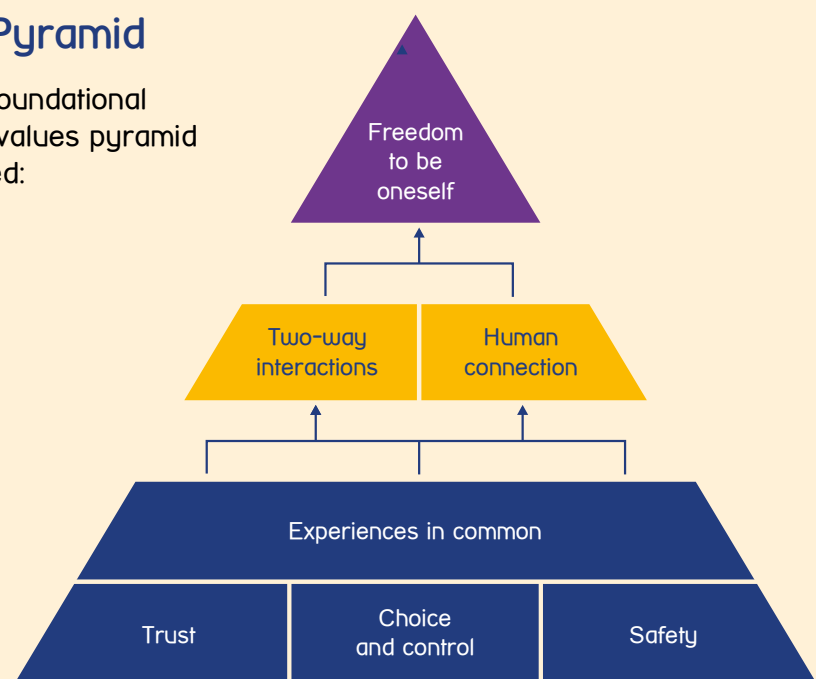 Pyramid
oundational
values pyramid
ed:
Freedom
to be
oneself
Two-way
interactions
Human
connection
Experiences in common
Trust
Choice
and control
Safety